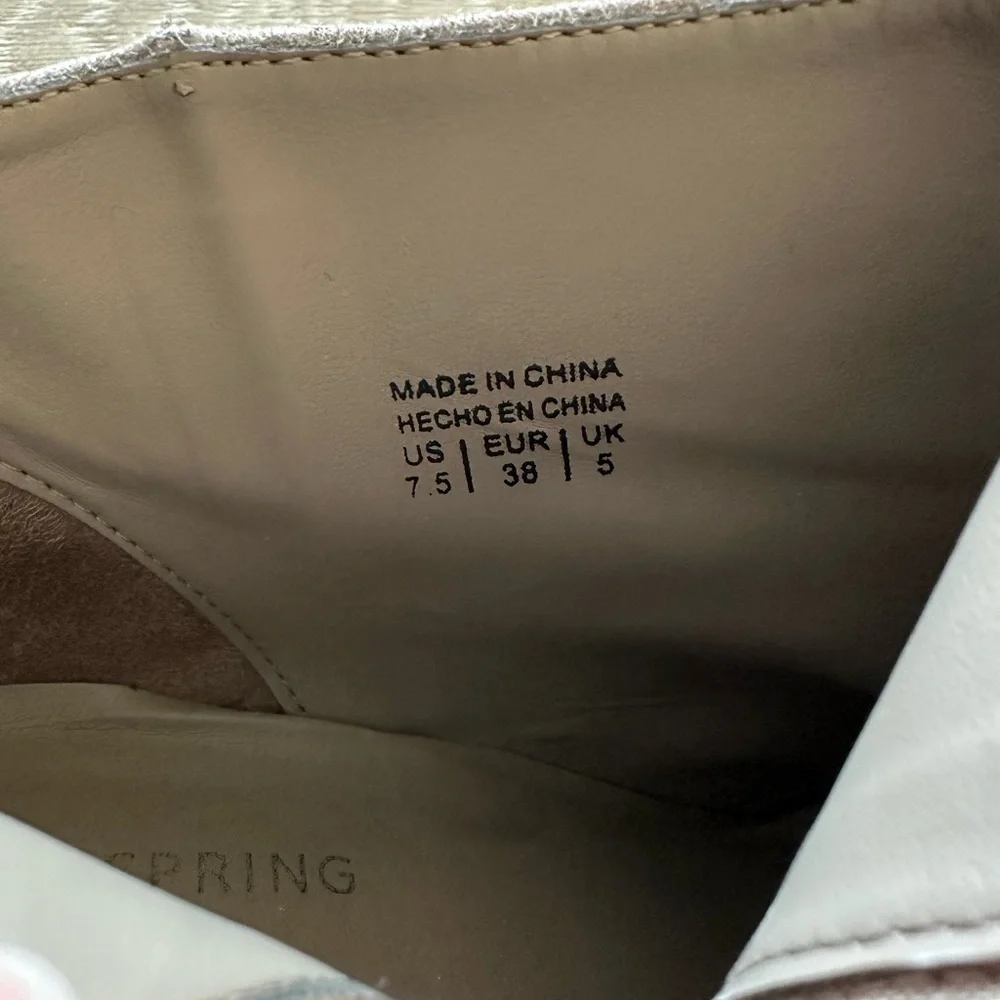 MADE IN CHINA
HECHO EN CHINA
US | EUR | UK
7.5 | 38 | 5
SPRING